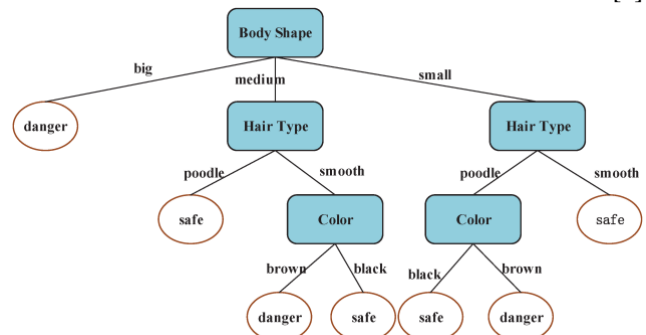 Body Shape
big
medium
small
danger
Hair Type
Hair Type
poodle
smooth
poodle
smooth
safe
Color
Color
safe
brown
black
black
brown
danger
safe
safe
danger